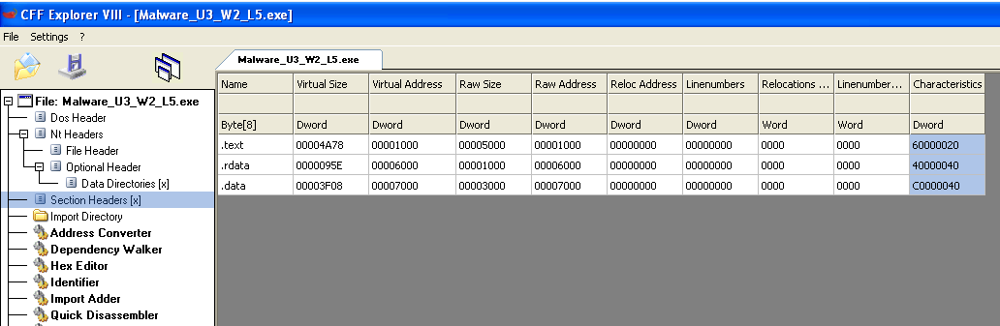 CFF Explorer VIII - [Malware_U3_W2_L5.exe]
File Settings ?
Malware_U3_W2_L5.exe
File: Malware_U3_W2_L5.exe
Dos Header
Nt Headers
File Header
Optional Header
Data Directories [x]
Section Headers [x]
Import Directory
Address Converter
Dependency Walker
Hex Editor
Identifier
Import Adder
Quick Disassembler
Name Virtual Size Virtual Address Raw Size Raw Address Reloc Address Linenumbers Relocations ... Linenumber... Characteristics
Byte[8] Dword Dword Dword Dword Dword Dword Word Word Dword
.text 00004A78 00001000 00005000 00001000 00000000 00000000 0000 0000 60000020
.rdata 0000095E 00006000 00001000 00006000 00000000 00000000 0000 0000 40000040
.data 00003F08 00007000 00003000 00007000 00000000 00000000 0000 0000 C0000040